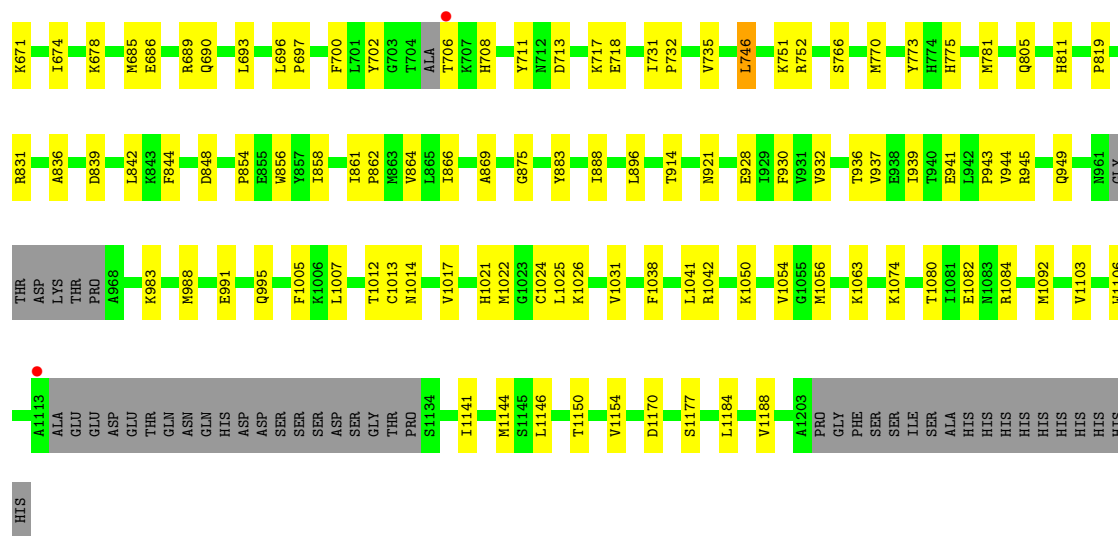 K671 I674 K678 M685 E686 R689 Q690 L693 L696 P697 F700 L701 Y702 G703 T704 ALA T706 K707 H708 Y711 N712 D713 K717 E718 I731 P732 V735 L746 K751 R752 S766 M770 Y773 H774 H775 M781 Q805 H811 P819
R831 A836 D839 L842 K843 F844 D848 P854 E855 W856 Y857 I858 I861 P862 M863 V864 L865 I866 A869 G875 Y883 I888 L896 T914 N921 E928 I929 F930 V931 V932 T936 V937 E938 I939 T940 E941 L942 P943 V944 R945 Q949 N961 GLY
THR ASP LYS THR PRO A968 K983 M988 E991 Q995 F1005 K1006 L1007 T1012 C1013 N1014 V1017 H1021 M1022 G1023 C1024 L1025 K1026 V1031 F1038 L1041 R1042 K1050 V1054 G1055 M1056 K1063 K1074 T1080 I1081 E1082 N1083 R1084 M1092 V1103 W1106
A1113 ALA GLU GLU ASP GLU THR GLN ASN GLN HIS ASP ASP SER SER SER ASP SER GLY THR PRO S1134 I1141 M1144 S1145 L1146 T1150 V1154 D1170 S1177 L1184 V1188 A1203 PRO GLY PHE SER SER ILE SER ALA HIS HIS HIS HIS HIS HIS HIS HIS HIS
HIS